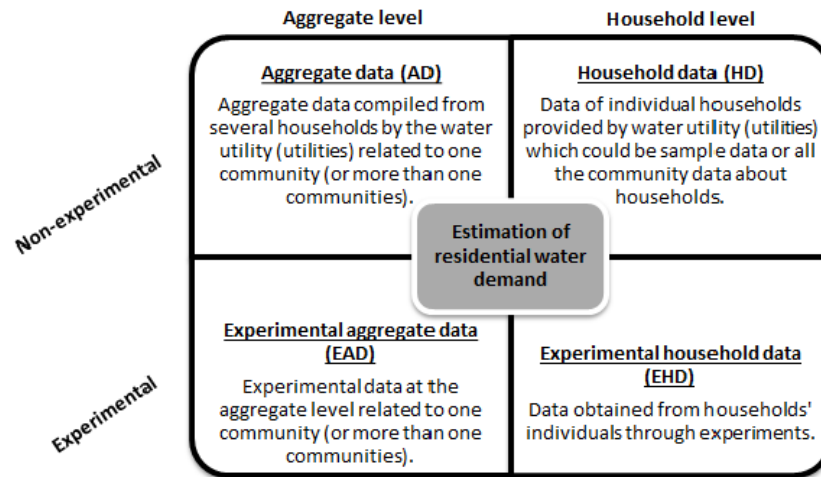 Aggregate level
Household level
Non-experimental
Aggregate data (AD)
Aggregate data compiled from
several households by the water
utility (utilities) related to one
community (or more than one
communities).
Household data (HD)
Data of individual households
provided by water utility (utilities)
which could be sample data or all
the community data about
households.
Estimation of
residential water
demand
Experimental
Experimental aggregate data
(EAD)
Experimental data at the
aggregate level related to one
community (or more than one
communities).
Experimental household data
(EHD)
Data obtained from households'
individuals through experiments.